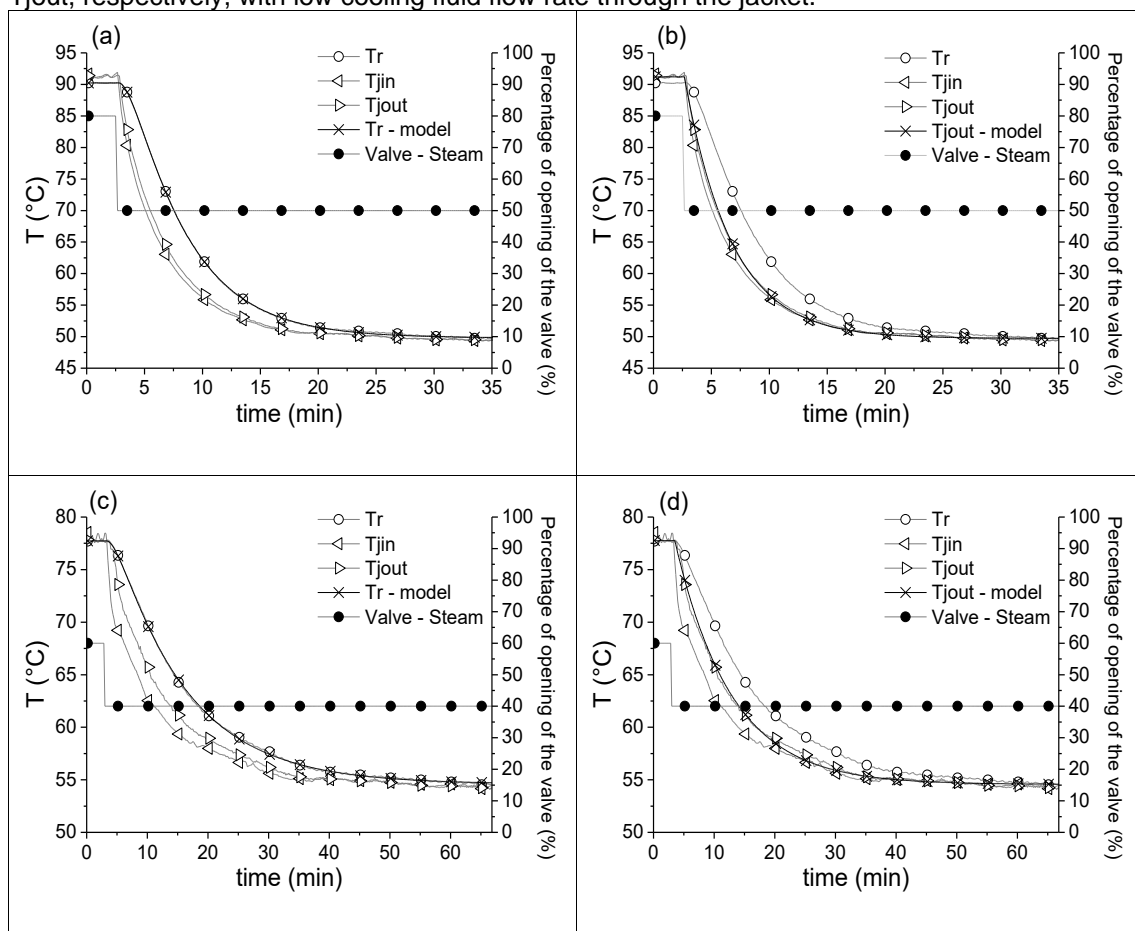 Tjout, respectively, with low cooling fluid flow rate through the jacket.
(a)
Tr
Tjin
Tjout
Tr - model
Valve - Steam
T (°C)
95
90
85
80
75
70
65
60
55
50
45
0 5 10 15 20 25 30 35
time (min)
100
90
80
70
60
50
40
30
20
10
0
Percentage of opening of the valve (%)
(b)
Tr
Tjin
Tjout
Tjout - model
Valve - Steam
T (°C)
95
90
85
80
75
70
65
60
55
50
45
0 5 10 15 20 25 30 35
time (min)
100
90
80
70
60
50
40
30
20
10
0
Percentage of opening of the valve (%)
(c)
Tr
Tjin
Tjout
Tr - model
Valve - Steam
T (°C)
80
75
70
65
60
55
50
0 10 20 30 40 50 60
time (min)
100
90
80
70
60
50
40
30
20
10
0
Percentage of opening of the valve (%)
(d)
Tr
Tjin
Tjout
Tjout - model
Valve - Steam
T (°C)
80
75
70
65
60
55
50
0 10 20 30 40 50 60
time (min)
100
90
80
70
60
50
40
30
20
10
0
Percentage of opening of the valve (%)